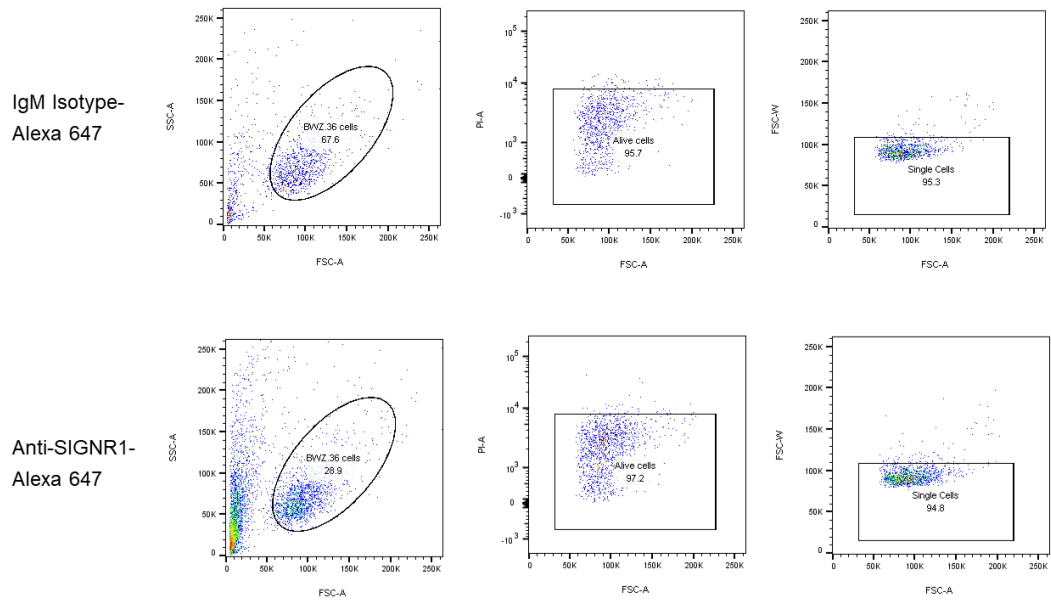 IgM Isotype-
Alexa 647
250K
200K
150K
100K
50K
0
SSC-A
BWZ.36 cells
67.6
0 50K 100K 150K 200K 250K
FSC-A
10^5
10^4
10^3
0
-10^3
PI-A
Alive cells
95.7
0 50K 100K 150K 200K 250K
FSC-A
250K
200K
150K
100K
50K
0
FSC-W
Single Cells
95.3
0 50K 100K 150K 200K 250K
FSC-A
Anti-SIGNR1-
Alexa 647
250K
200K
150K
100K
50K
0
SSC-A
BWZ.36 cells
28.9
0 50K 100K 150K 200K 250K
FSC-A
10^5
10^4
10^3
0
-10^3
PI-A
Alive cells
97.2
0 50K 100K 150K 200K 250K
FSC-A
250K
200K
150K
100K
50K
0
FSC-W
Single Cells
94.8
0 50K 100K 150K 200K 250K
FSC-A